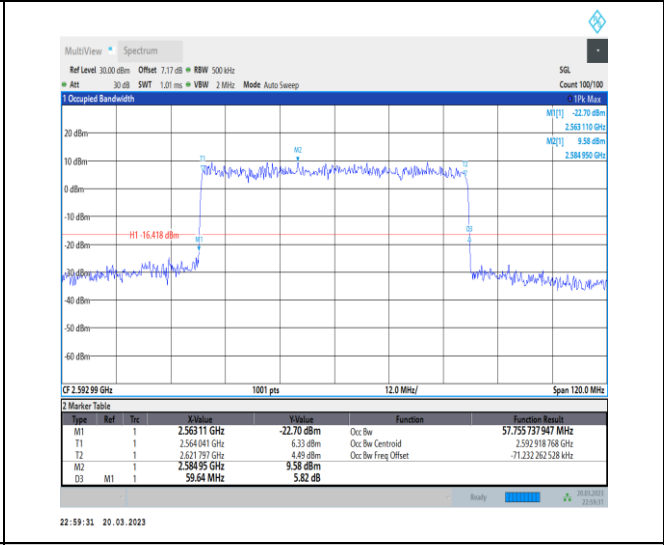 MultiView Spectrum
Ref Level 30.00 dBm Offset 7.17 dB RBW 500 kHz SGL
Att 30 dB SWT 1.01 ms VBW 2 MHz Mode Auto Sweep Count 100/100
1 Occupied Bandwidth 1Pk Max
M1[1] -22.70 dBm
2.563 110 GHz
M2[1] 9.58 dBm
2.584 950 GHz
20 dBm
M2
10 dBm
T1
T2
0 dBm
-10 dBm
H1 -16.418 dBm
M1
D3
-20 dBm
-30 dBm
-40 dBm
-50 dBm
-60 dBm
CF 2.592 99 GHz 1001 pts 12.0 MHz/ Span 120.0 MHz
2 Marker Table
Type Ref Trc X-Value Y-Value Function Function Result
M1 1 2.563 11 GHz -22.70 dBm Occ Bw 57.755 737 947 MHz
T1 1 2.564 041 GHz 6.33 dBm Occ Bw Centroid 2.592 918 768 GHz
T2 1 2.621 797 GHz 4.49 dBm Occ Bw Freq Offset -71.232 262 528 kHz
M2 1 2.584 95 GHz 9.58 dBm
D3 M1 1 59.64 MHz 5.82 dB
Ready 20.03.2023
22:59:31
22:59:31 20.03.2023